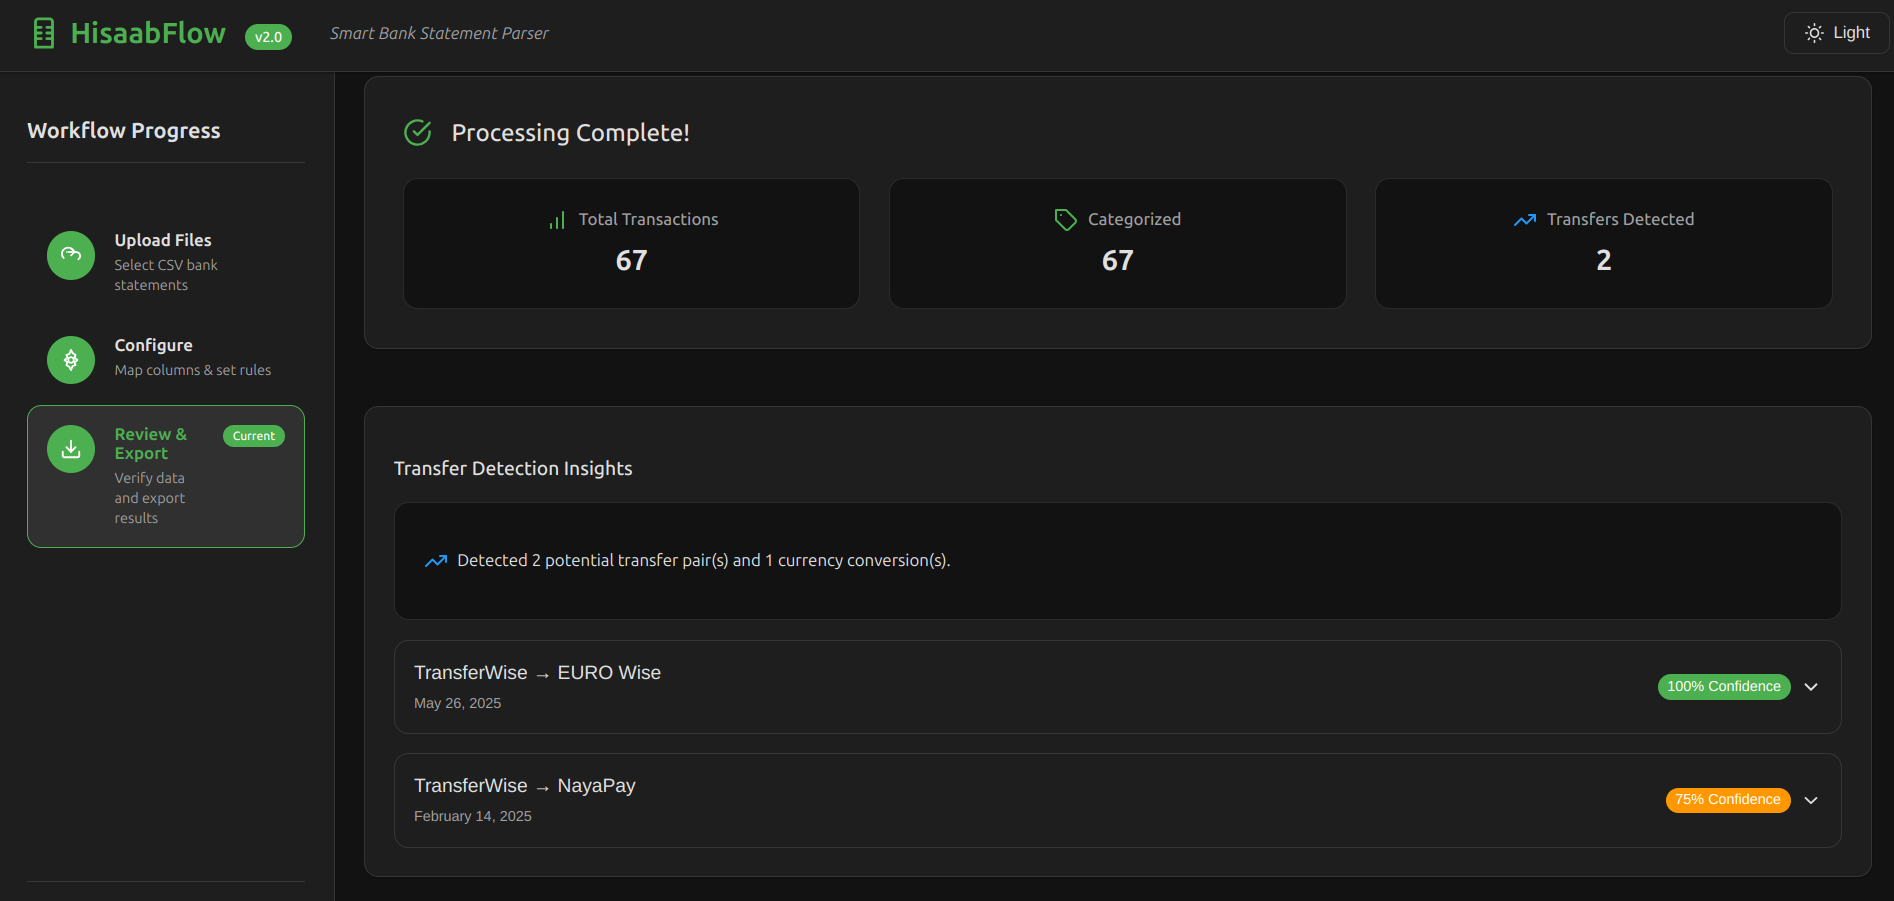 HisaabFlow
v2.0
Smart Bank Statement Parser
Light
Workflow Progress
Upload Files
Select CSV bank
statements
Configure
Map columns & set rules
Review &
Export
Current
Verify data
and export
results
Processing Complete!
Total Transactions
67
Categorized
67
Transfers Detected
2
Transfer Detection Insights
Detected 2 potential transfer pair(s) and 1 currency conversion(s).
TransferWise → EURO Wise
May 26, 2025
100% Confidence
TransferWise → NayaPay
February 14, 2025
75% Confidence